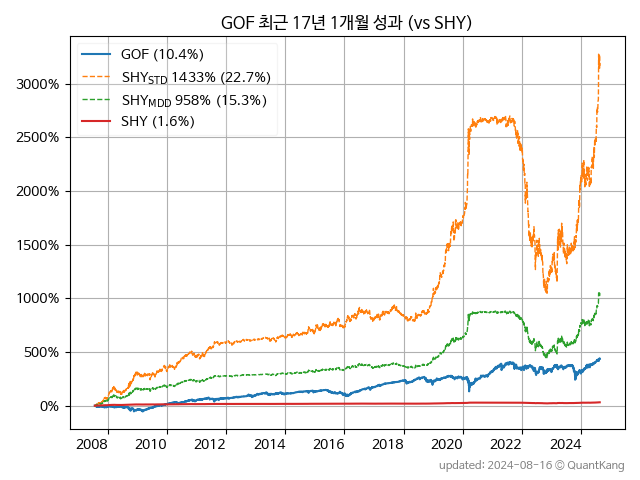 GOF 최근 17년 1개월 성과 (vs SHY)
GOF (10.4%)
SHYSTD 1433% (22.7%)
SHYMDD 958% (15.3%)
SHY (1.6%)
3000%
2500%
2000%
1500%
1000%
500%
0%
2008 2010 2012 2014 2016 2018 2020 2022 2024
updated: 2024-08-16 © QuantKang